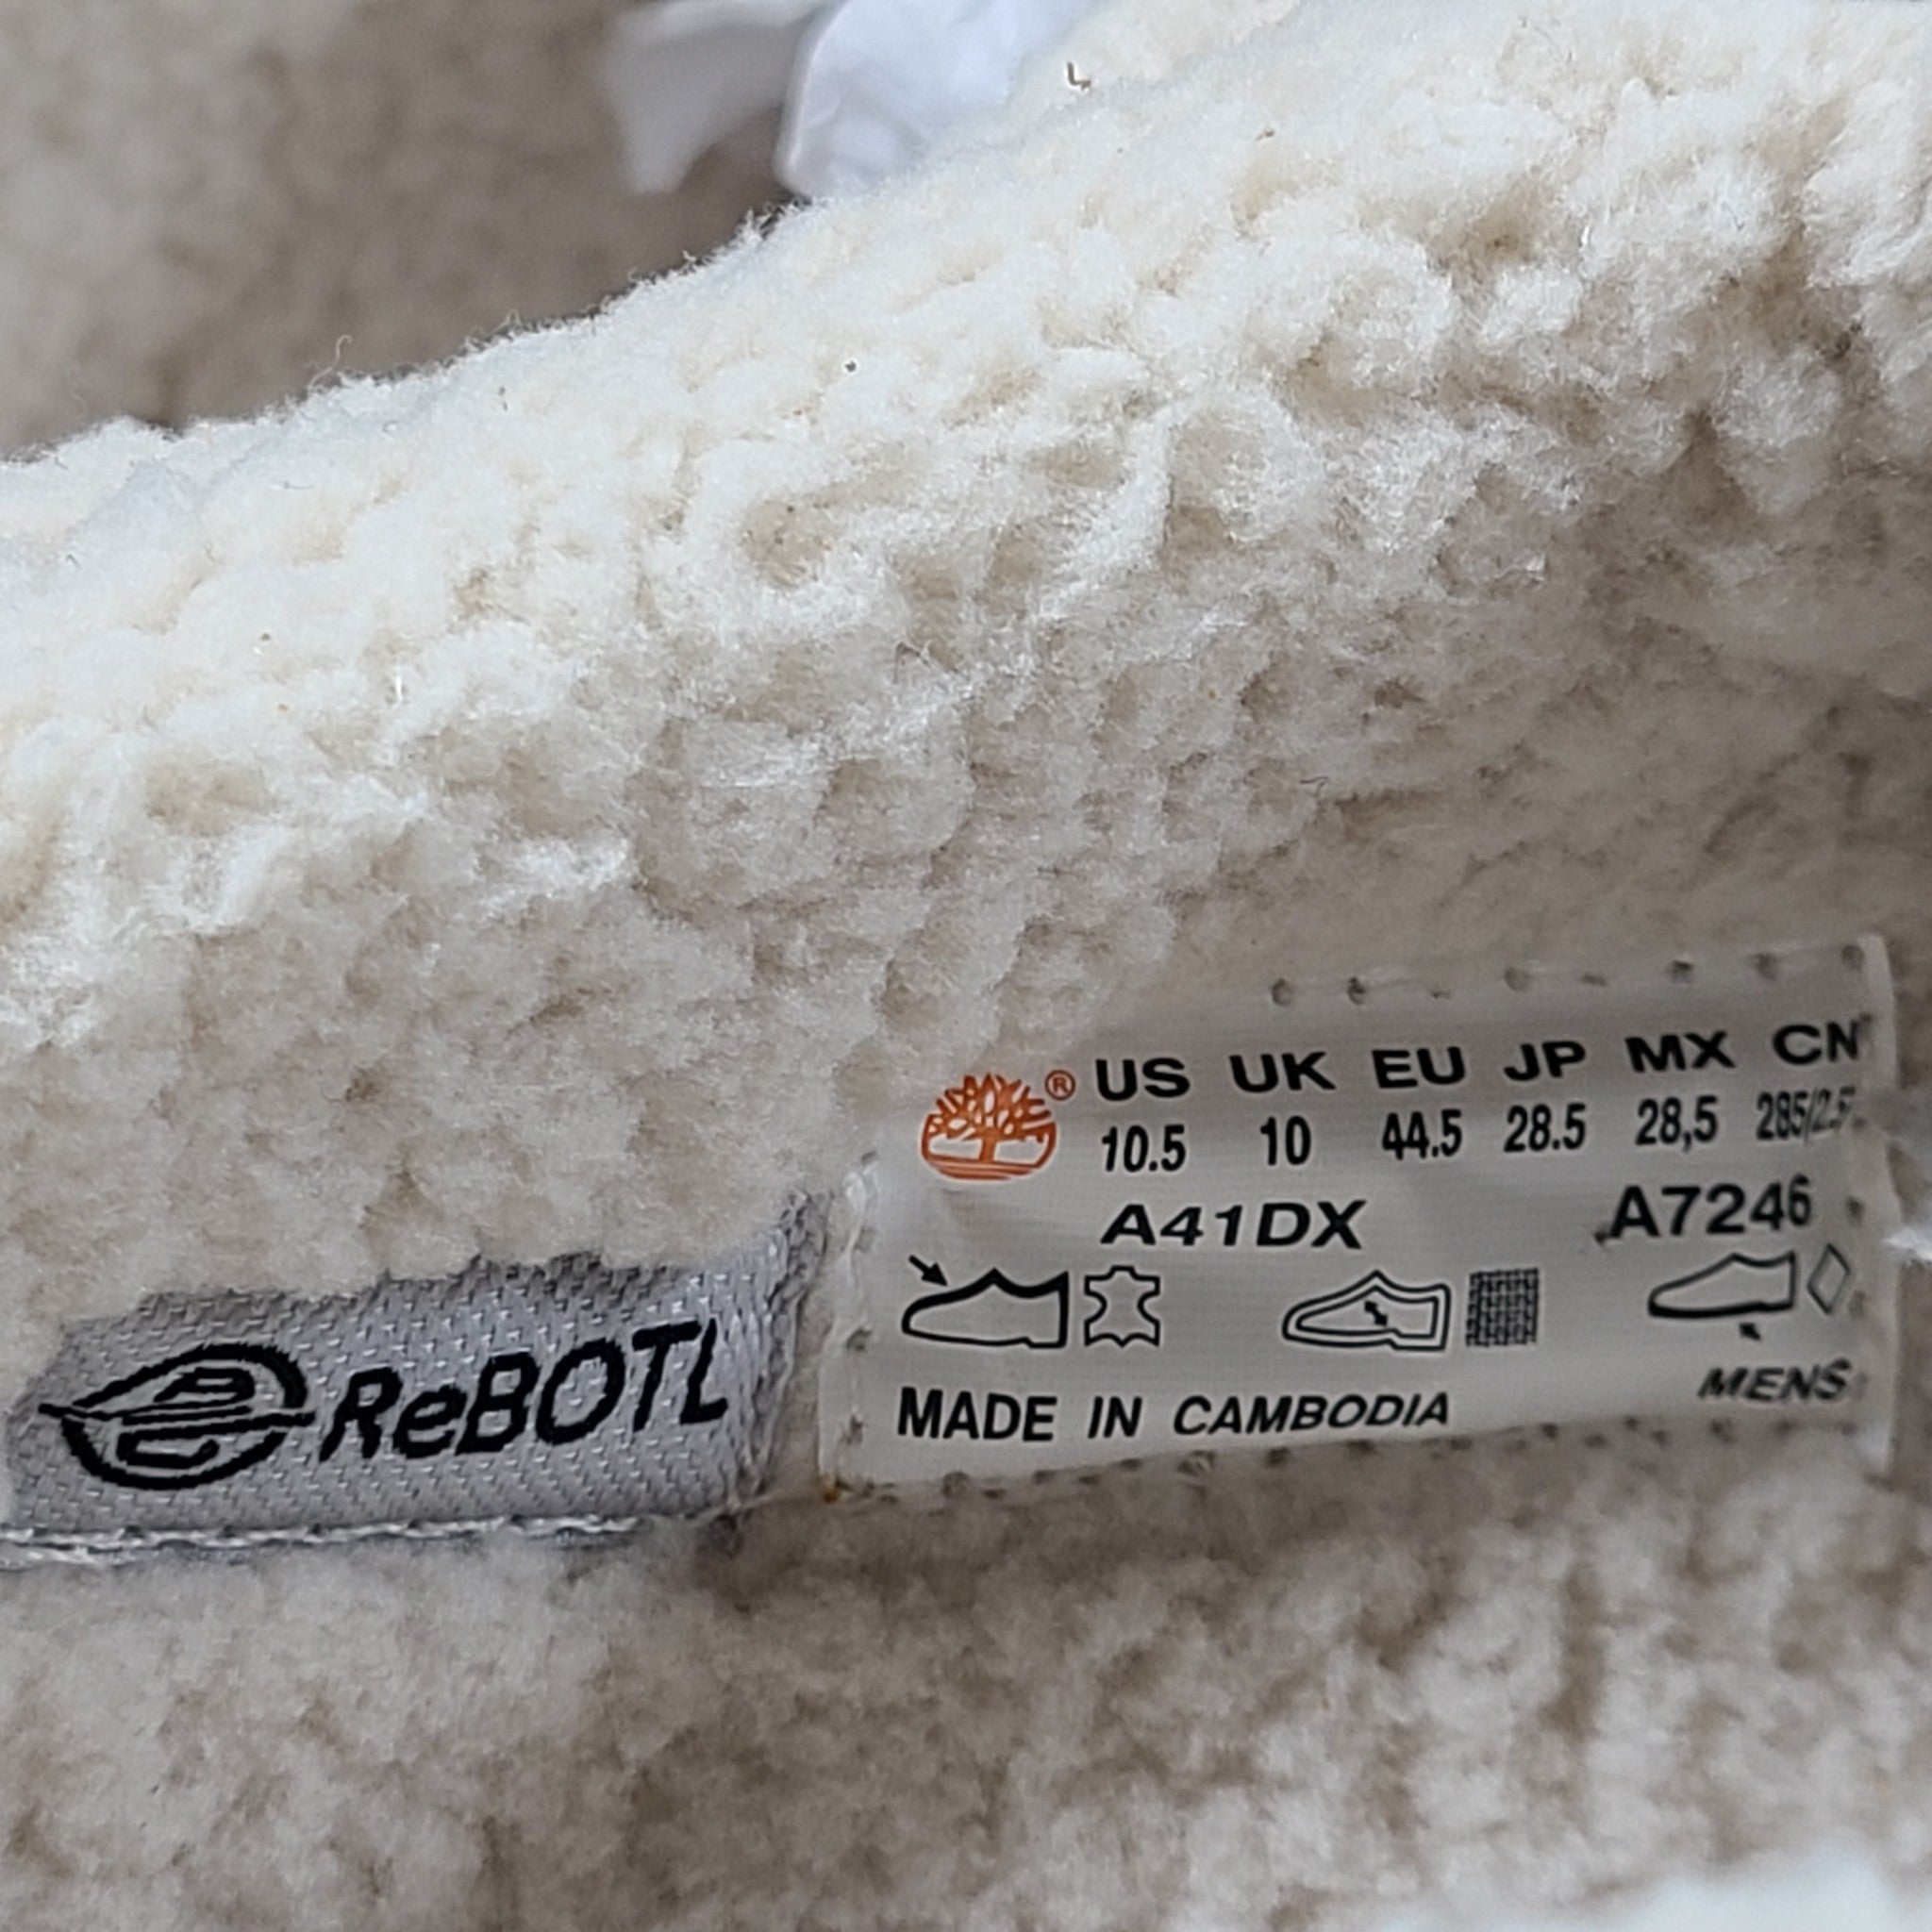 ® US UK EU JP MX CN
10.5 10 44.5 28.5 28,5
A41DX A7246
MENS
MADE IN CAMBODIA
ReBOTL